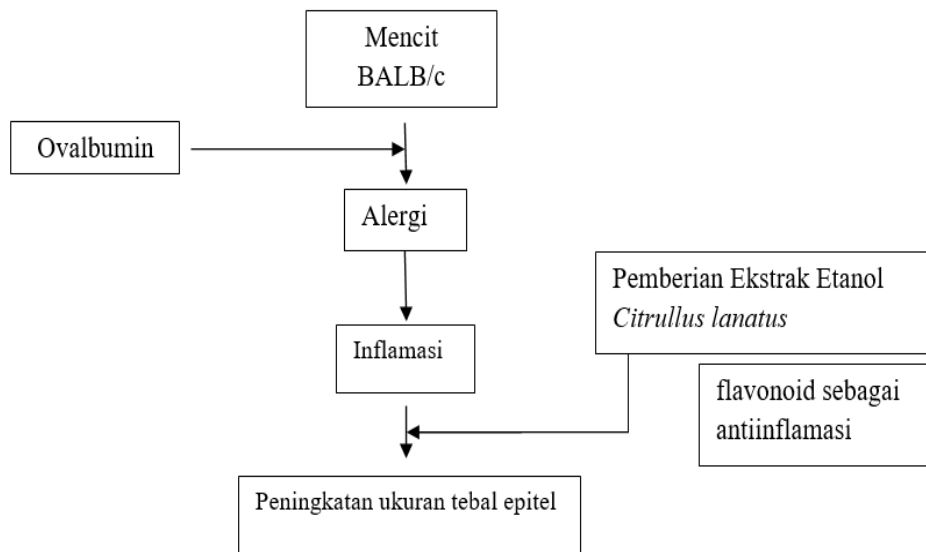 Mencit
BALB/c
Ovalbumin
Alergi
Pemberian Ekstrak Etanol
Citrullus lanatus
Inflamasi
flavonoid sebagai
antiinflamasi
Peningkatan ukuran tebal epitel